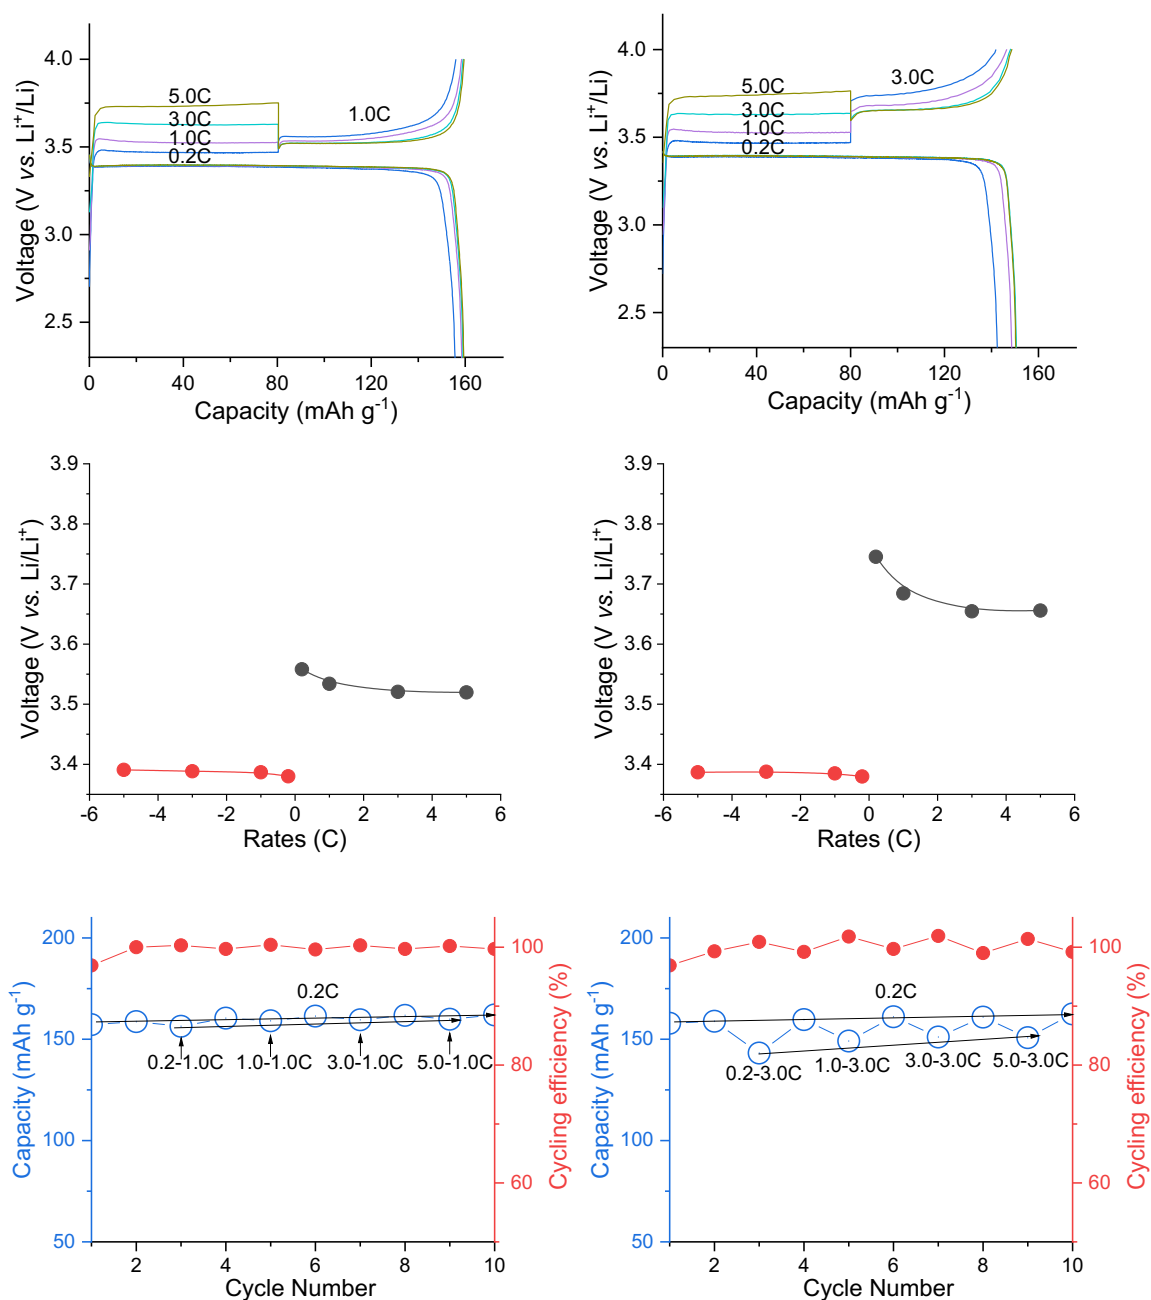 4.0
3.5
3.0
2.5
Voltage (V vs. Li⁺/Li)
5.0C
3.0C
1.0C
0.2C
1.0C
0 40 80 120 160
Capacity (mAh g⁻¹)
4.0
3.5
3.0
2.5
Voltage (V vs. Li⁺/Li)
5.0C
3.0C
1.0C
0.2C
3.0C
0 40 80 120 160
Capacity (mAh g⁻¹)
3.9
3.8
3.7
3.6
3.5
3.4
Voltage (V vs. Li/Li⁺)
-6 -4 -2 0 2 4 6
Rates (C)
3.9
3.8
3.7
3.6
3.5
3.4
Voltage (V vs. Li/Li⁺)
-6 -4 -2 0 2 4 6
Rates (C)
200
150
100
50
Capacity (mAh g⁻¹)
0.2C
0.2-1.0C 1.0-1.0C 3.0-1.0C 5.0-1.0C
100
80
60
Cycling efficiency (%)
2 4 6 8 10
Cycle Number
200
150
100
50
Capacity (mAh g⁻¹)
0.2C
0.2-3.0C 1.0-3.0C 3.0-3.0C 5.0-3.0C
100
80
60
Cycling efficiency (%)
2 4 6 8 10
Cycle Number